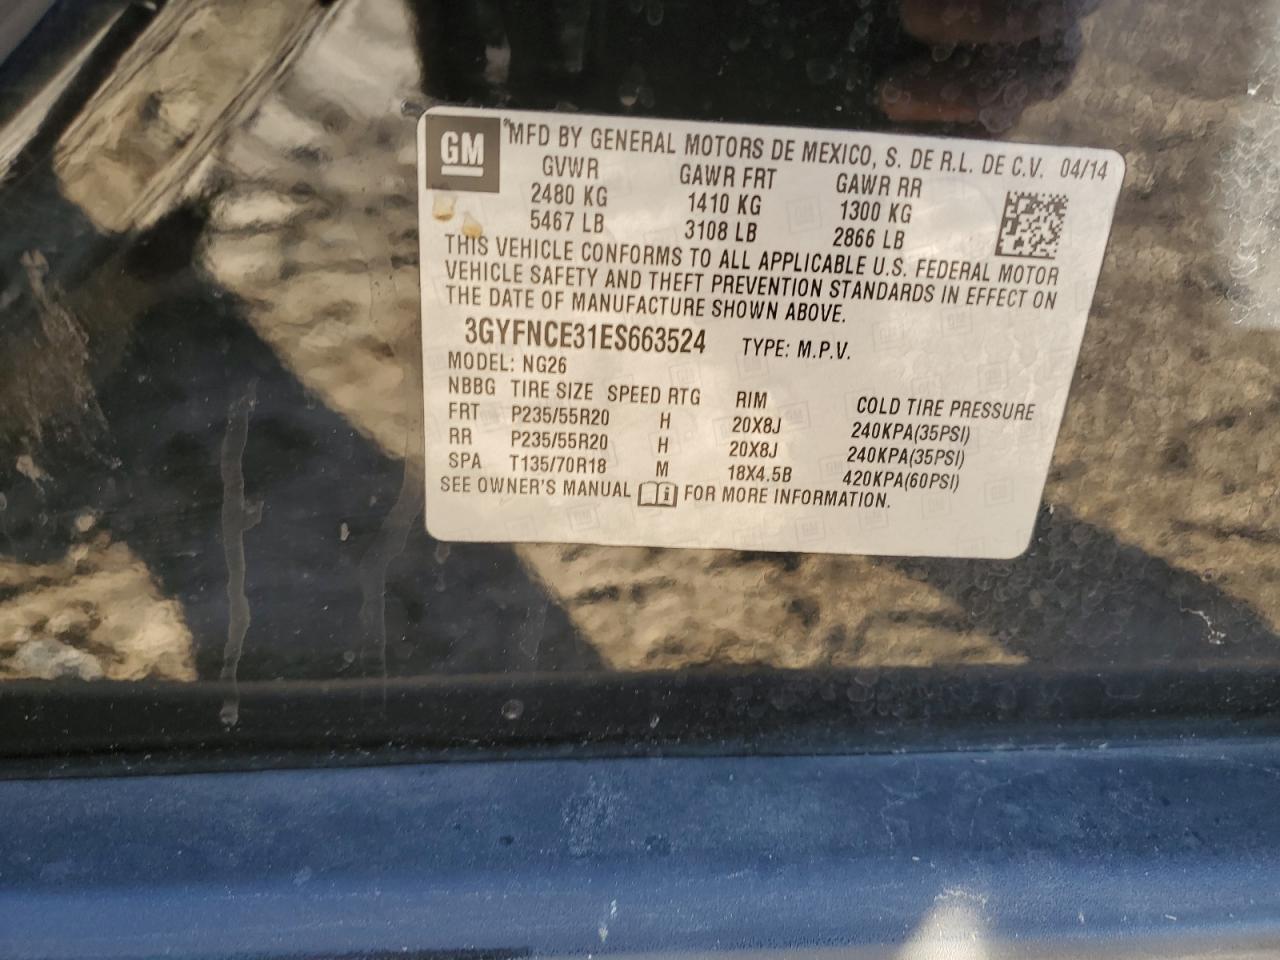 GM
MFD BY GENERAL MOTORS DE MEXICO, S. DE R.L. DE C.V. 04/14
GVWR GAWR FRT GAWR RR
2480 KG 1410 KG 1300 KG
5467 LB 3108 LB 2866 LB
THIS VEHICLE CONFORMS TO ALL APPLICABLE U.S. FEDERAL MOTOR
VEHICLE SAFETY AND THEFT PREVENTION STANDARDS IN EFFECT ON
THE DATE OF MANUFACTURE SHOWN ABOVE.
3GYFNCE31ES663524 TYPE: M.P.V.
MODEL: NG26
NBBG TIRE SIZE SPEED RTG RIM COLD TIRE PRESSURE
FRT P235/55R20 H 20X8J 240KPA(35PSI)
RR P235/55R20 H 20X8J 240KPA(35PSI)
SPA T135/70R18 M 18X4.5B 420KPA(60PSI)
SEE OWNER'S MANUAL i FOR MORE INFORMATION.